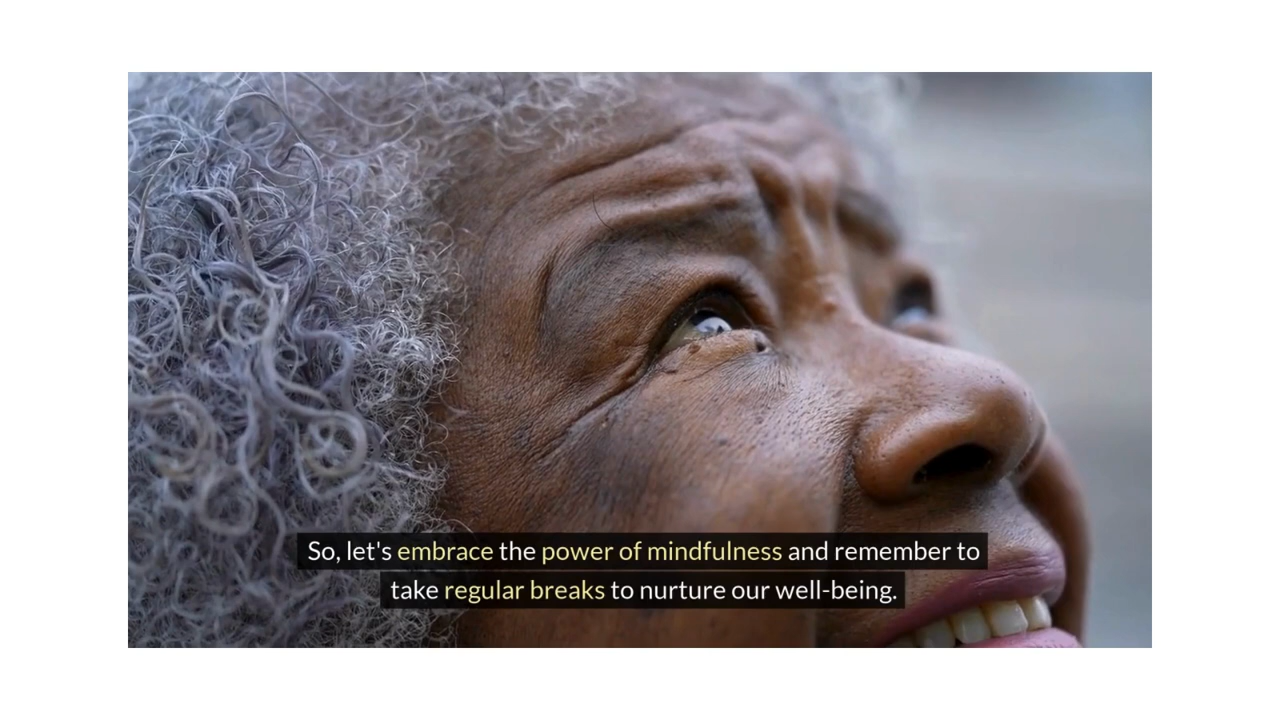 So, let's embrace the power of mindfulness and remember to
take regular breaks to nurture our well-being.